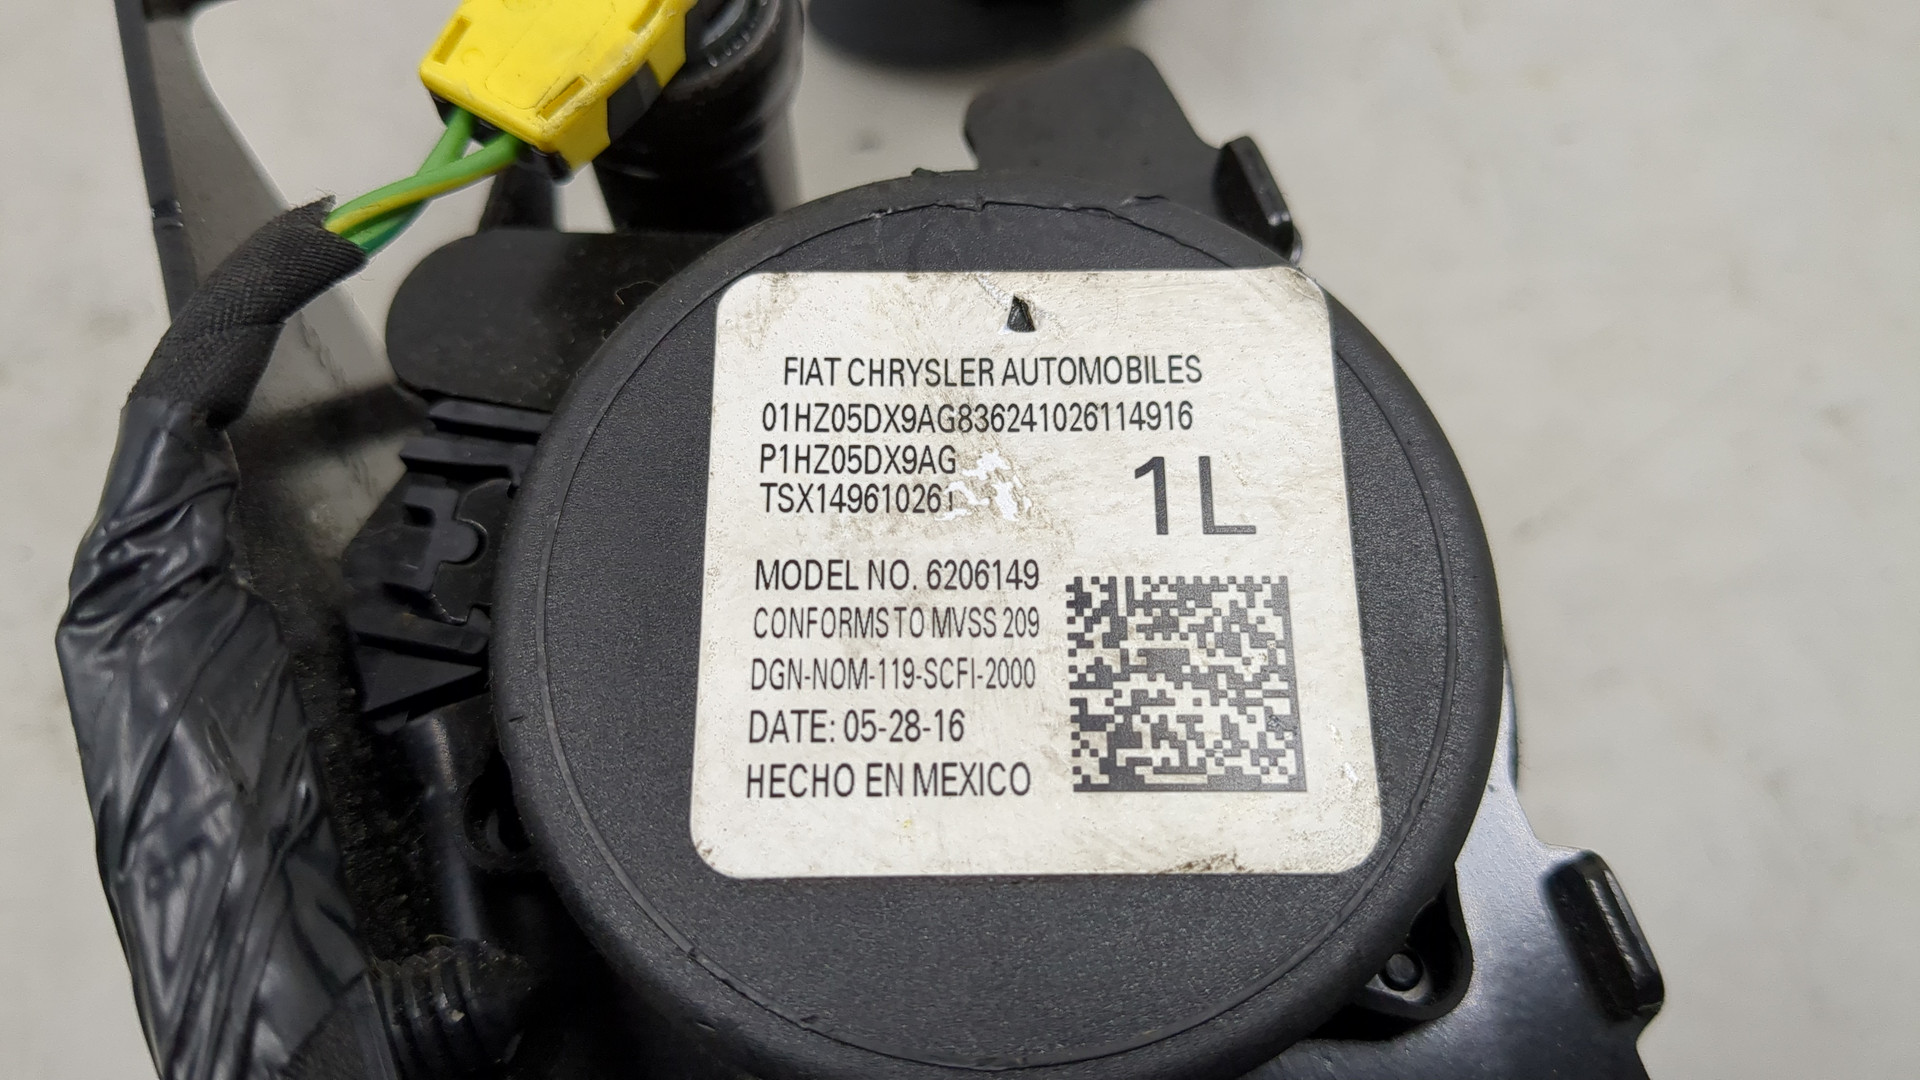 FIAT CHRYSLER AUTOMOBILES
01HZ05DX9AG836241026114916
P1HZ05DX9AG
TSX149610261
1L
MODEL NO. 6206149
CONFORMS TO MVSS 209
DGN-NOM-119-SCFI-2000
DATE: 05-28-16
HECHO EN MEXICO